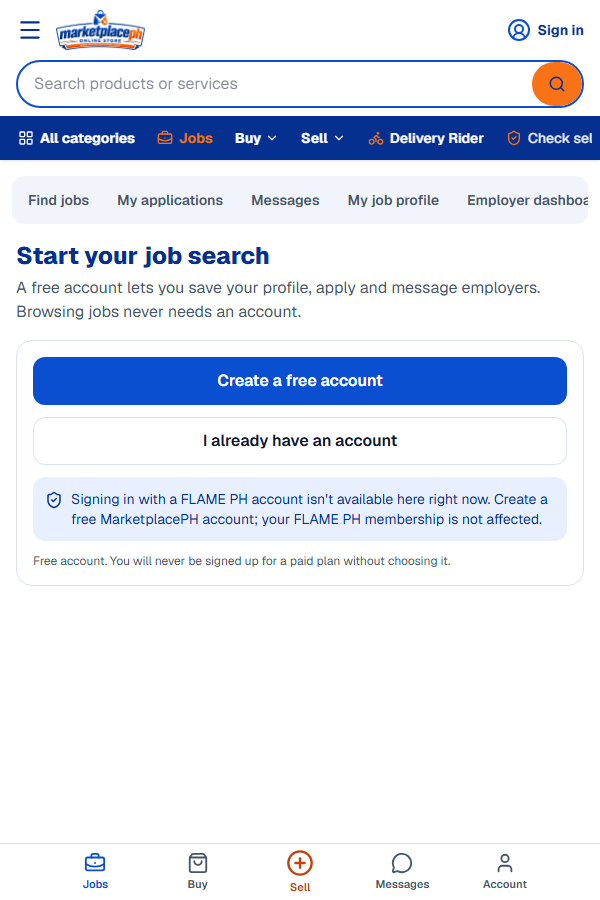 marketplaceph
ONLINE STORE
Sign in
Search products or services
All categories
Jobs
Buy
Sell
Delivery Rider
Check sel
Find jobs
My applications
Messages
My job profile
Employer dashboa
Start your job search
A free account lets you save your profile, apply and message employers.
Browsing jobs never needs an account.
Create a free account
I already have an account
Signing in with a FLAME PH account isn't available here right now. Create a
free MarketplacePH account; your FLAME PH membership is not affected.
Free account. You will never be signed up for a paid plan without choosing it.
Jobs
Buy
Sell
Messages
Account